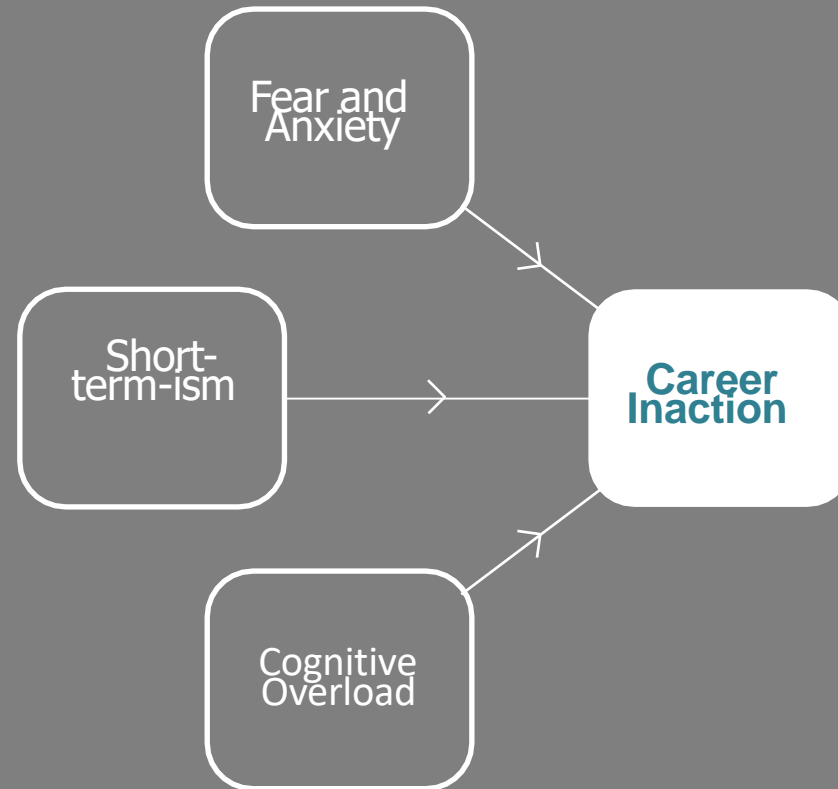 Fear and
Anxiety
Short-
term-ism
Career
Inaction
Cognitive
Overload